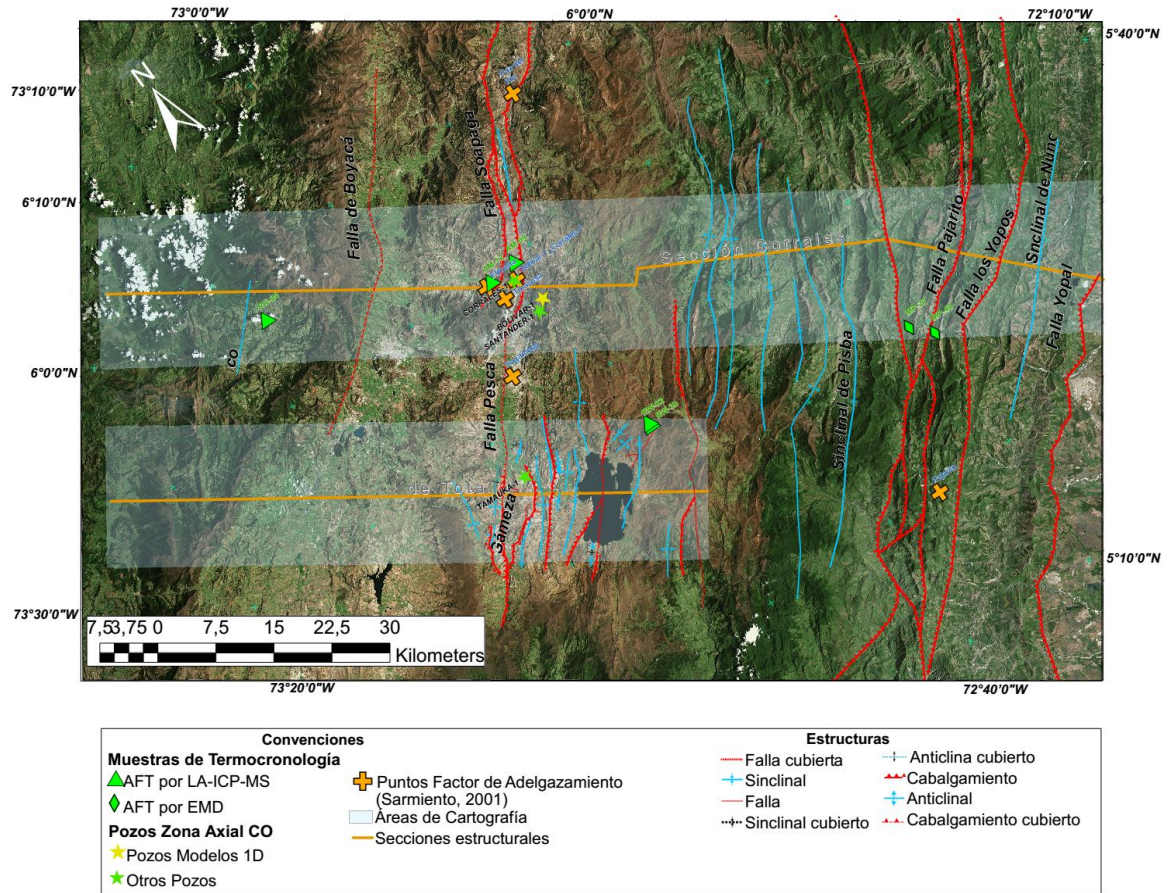 73°0'0"W
6°0'0"N
72°10'0"W
5°40'0"N
73°10'0"W
6°10'0"N
6°0'0"N
5°10'0"N
73°30'0"W
73°20'0"W
72°40'0"W
N
Falla de Boyacá
Falla Soapaga
Sección Corrales
Falla Pajarito
Falla los Yopos
Snclinal de Nunc
Falla Yopal
co
BOLIVAR
SANTANDER
Falla Pesca
Sinclinal de Pisba
de Tota
TAMAUKA-1
Sameza
7,53,75 0 7,5 15 22,5 30
Kilometers
Convenciones
Muestras de Termocronología
AFT por LA-ICP-MS
AFT por EMD
Pozos Zona Axial CO
Pozos Modelos 1D
Otros Pozos
Puntos Factor de Adelgazamiento
(Sarmiento, 2001)
Áreas de Cartografía
Secciones estructurales
Estructuras
Falla cubierta
Sinclinal
Falla
Sinclinal cubierto
Anticlina cubierto
Cabalgamiento
Anticlinal
Cabalgamiento cubierto